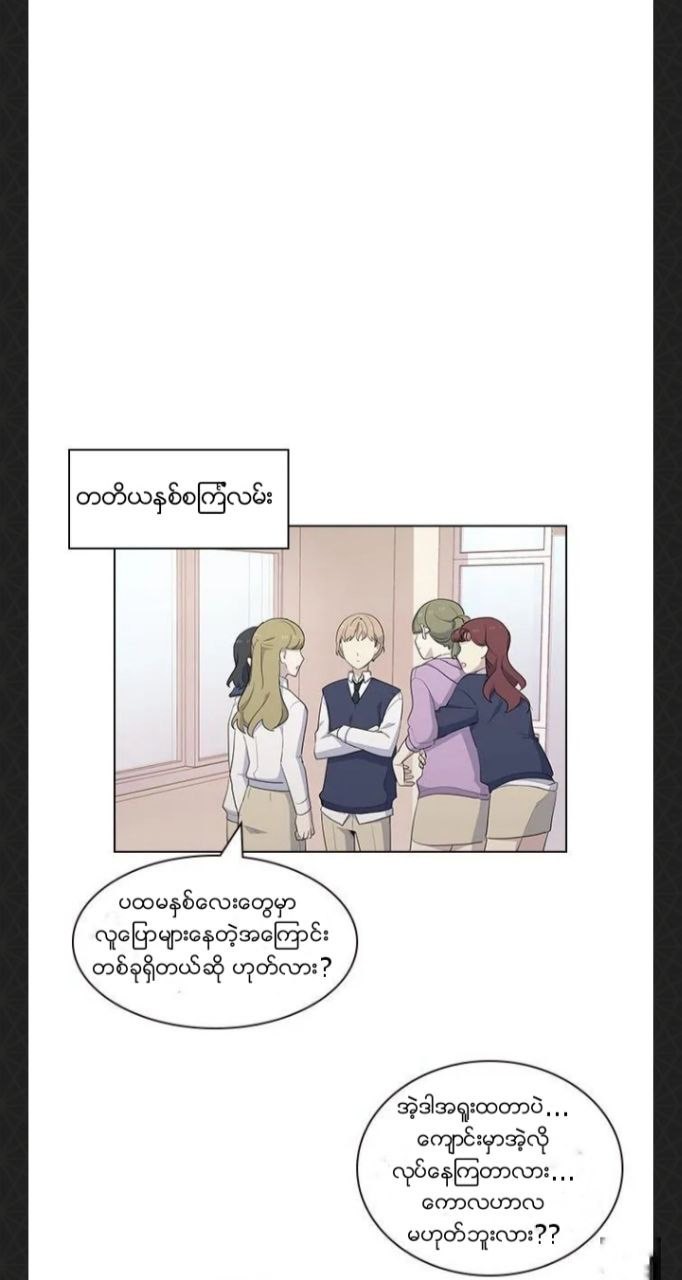 တတိယနှစ်စင်္ကြံလမ်း
ပထမနှစ်လေးတွေမှာ
လူပြောများနေတဲ့အကြောင်း
တစ်ခုရှိတယ်ဆို ဟုတ်လား?
အဲ့ဒါအရူးထတာပဲ...
ကျောင်းမှာအဲ့လို
လုပ်နေကြတာလား...
ကောလဟာလ
မဟုတ်ဘူးလား??